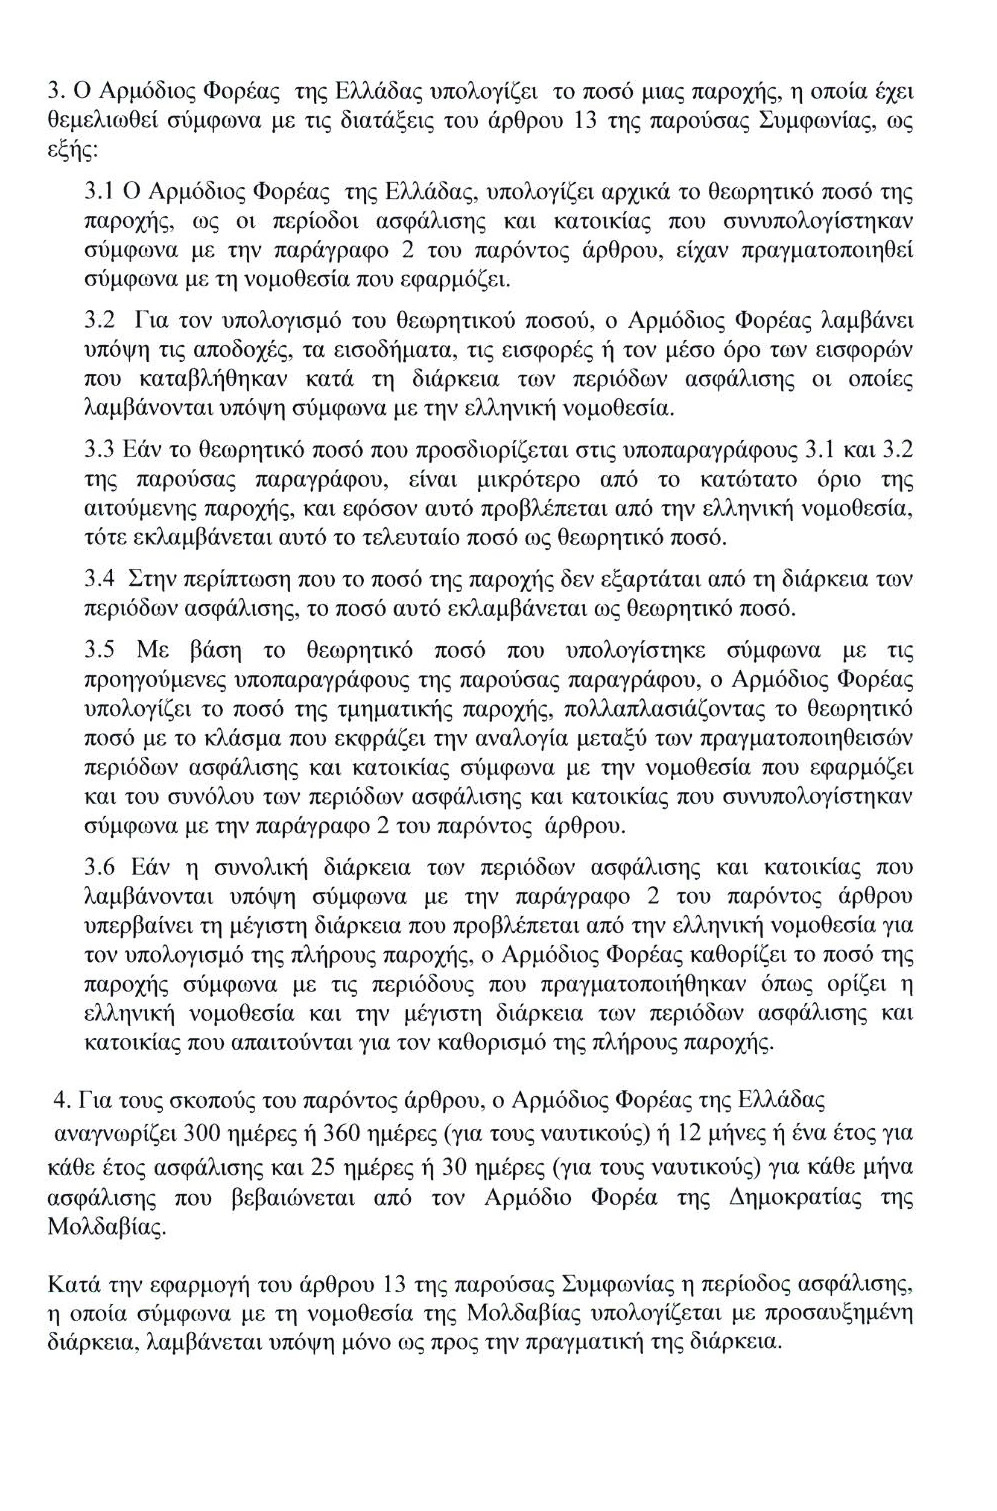 3. Ο Αρμόδιος Φορέας της Ελλάδας υπολογίζει το ποσό μιας παροχής, η οποία έχει
θεμελιωθεί σύμφωνα με τις διατάξεις του άρθρου 13 της παρούσας Συμφωνίας, ως
εξής:
3.1 Ο Αρμόδιος Φορέας της Ελλάδας, υπολογίζει αρχικά το θεωρητικό ποσό της
παροχής, ως οι περίοδοι ασφάλισης και κατοικίας που συνυπολογίστηκαν
σύμφωνα με την παράγραφο 2 του παρόντος άρθρου, είχαν πραγματοποιηθεί
σύμφωνα με τη νομοθεσία που εφαρμόζει.
3.2 Για τον υπολογισμό του θεωρητικού ποσού, ο Αρμόδιος Φορέας λαμβάνει
υπόψη τις αποδοχές, τα εισοδήματα, τις εισφορές ή τον μέσο όρο των εισφορών
που καταβλήθηκαν κατά τη διάρκεια των περιόδων ασφάλισης οι οποίες
λαμβάνονται υπόψη σύμφωνα με την ελληνική νομοθεσία.
3.3 Εάν το θεωρητικό ποσό που προσδιορίζεται στις υποπαραγράφους 3.1 και 3.2
της παρούσας παραγράφου, είναι μικρότερο από το κατώτατο όριο της
αιτούμενης παροχής, και εφόσον αυτό προβλέπεται από την ελληνική νομοθεσία,
τότε εκλαμβάνεται αυτό το τελευταίο ποσό ως θεωρητικό ποσό.
3.4 Στην περίπτωση που το ποσό της παροχής δεν εξαρτάται από τη διάρκεια των
περιόδων ασφάλισης, το ποσό αυτό εκλαμβάνεται ως θεωρητικό ποσό.
3.5 Με βάση το θεωρητικό ποσό που υπολογίστηκε σύμφωνα με τις
προηγούμενες υποπαραγράφους της παρούσας παραγράφου, ο Αρμόδιος Φορέας
υπολογίζει το ποσό της τμηματικής παροχής, πολλαπλασιάζοντας το θεωρητικό
ποσό με το κλάσμα που εκφράζει την αναλογία μεταξύ των πραγματοποιηθεισών
περιόδων ασφάλισης και κατοικίας σύμφωνα με την νομοθεσία που εφαρμόζει
και του συνόλου των περιόδων ασφάλισης και κατοικίας που συνυπολογίστηκαν
σύμφωνα με την παράγραφο 2 του παρόντος άρθρου.
3.6 Εάν η συνολική διάρκεια των περιόδων ασφάλισης και κατοικίας που
λαμβάνονται υπόψη σύμφωνα με την παράγραφο 2 του παρόντος άρθρου
υπερβαίνει τη μέγιστη διάρκεια που προβλέπεται από την ελληνική νομοθεσία για
τον υπολογισμό της πλήρους παροχής, ο Αρμόδιος Φορέας καθορίζει το ποσό της
παροχής σύμφωνα με τις περιόδους που πραγματοποιήθηκαν όπως ορίζει η
ελληνική νομοθεσία και την μέγιστη διάρκεια των περιόδων ασφάλισης και
κατοικίας που απαιτούνται για τον καθορισμό της πλήρους παροχής.
4. Για τους σκοπούς του παρόντος άρθρου, ο Αρμόδιος Φορέας της Ελλάδας
αναγνωρίζει 300 ημέρες ή 360 ημέρες (για τους ναυτικούς) ή 12 μήνες ή ένα έτος για
κάθε έτος ασφάλισης και 25 ημέρες ή 30 ημέρες (για τους ναυτικούς) για κάθε μήνα
ασφάλισης που βεβαιώνεται από τον Αρμόδιο Φορέα της Δημοκρατίας της
Μολδαβίας.
Κατά την εφαρμογή του άρθρου 13 της παρούσας Συμφωνίας η περίοδος ασφάλισης,
η οποία σύμφωνα με τη νομοθεσία της Μολδαβίας υπολογίζεται με προσαυξημένη
διάρκεια, λαμβάνεται υπόψη μόνο ως προς την πραγματική της διάρκεια.